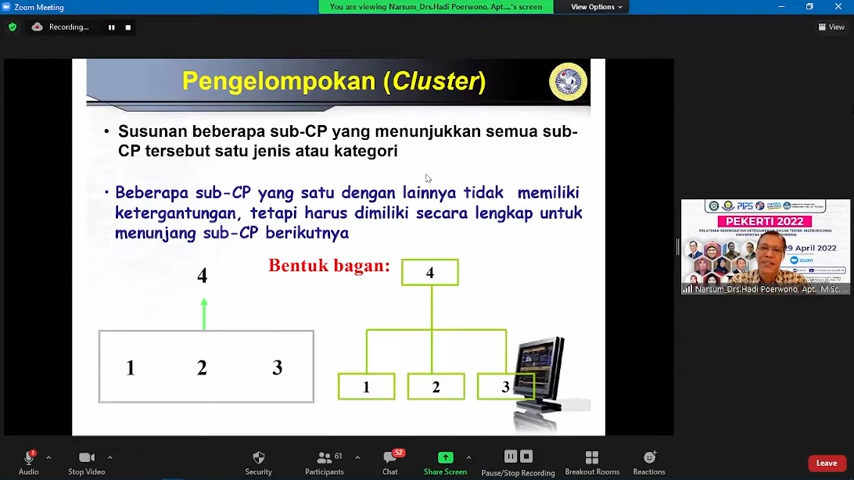 Zoom Meeting
You are viewing Narsum_Drs.Hadi Poerwono, Apt....'s screen
View Options
Recording...
View
Pengelompokan (Cluster)
• Susunan beberapa sub-CP yang menunjukkan semua sub-
CP tersebut satu jenis atau kategori
• Beberapa sub-CP yang satu dengan lainnya tidak memiliki
ketergantungan, tetapi harus dimiliki secara lengkap untuk
menunjang sub-CP berikutnya
4
Bentuk bagan:
4
1 2 3
1 2 3
PIPS
PEKERTI 2022
29 April 2022
zoom
Narsum_Drs.Hadi Poerwono, Apt., M.Sc...
Audio
Stop Video
Security
61
Participants
52
Chat
Share Screen
Pause/Stop Recording
Breakout Rooms
Reactions
Leave